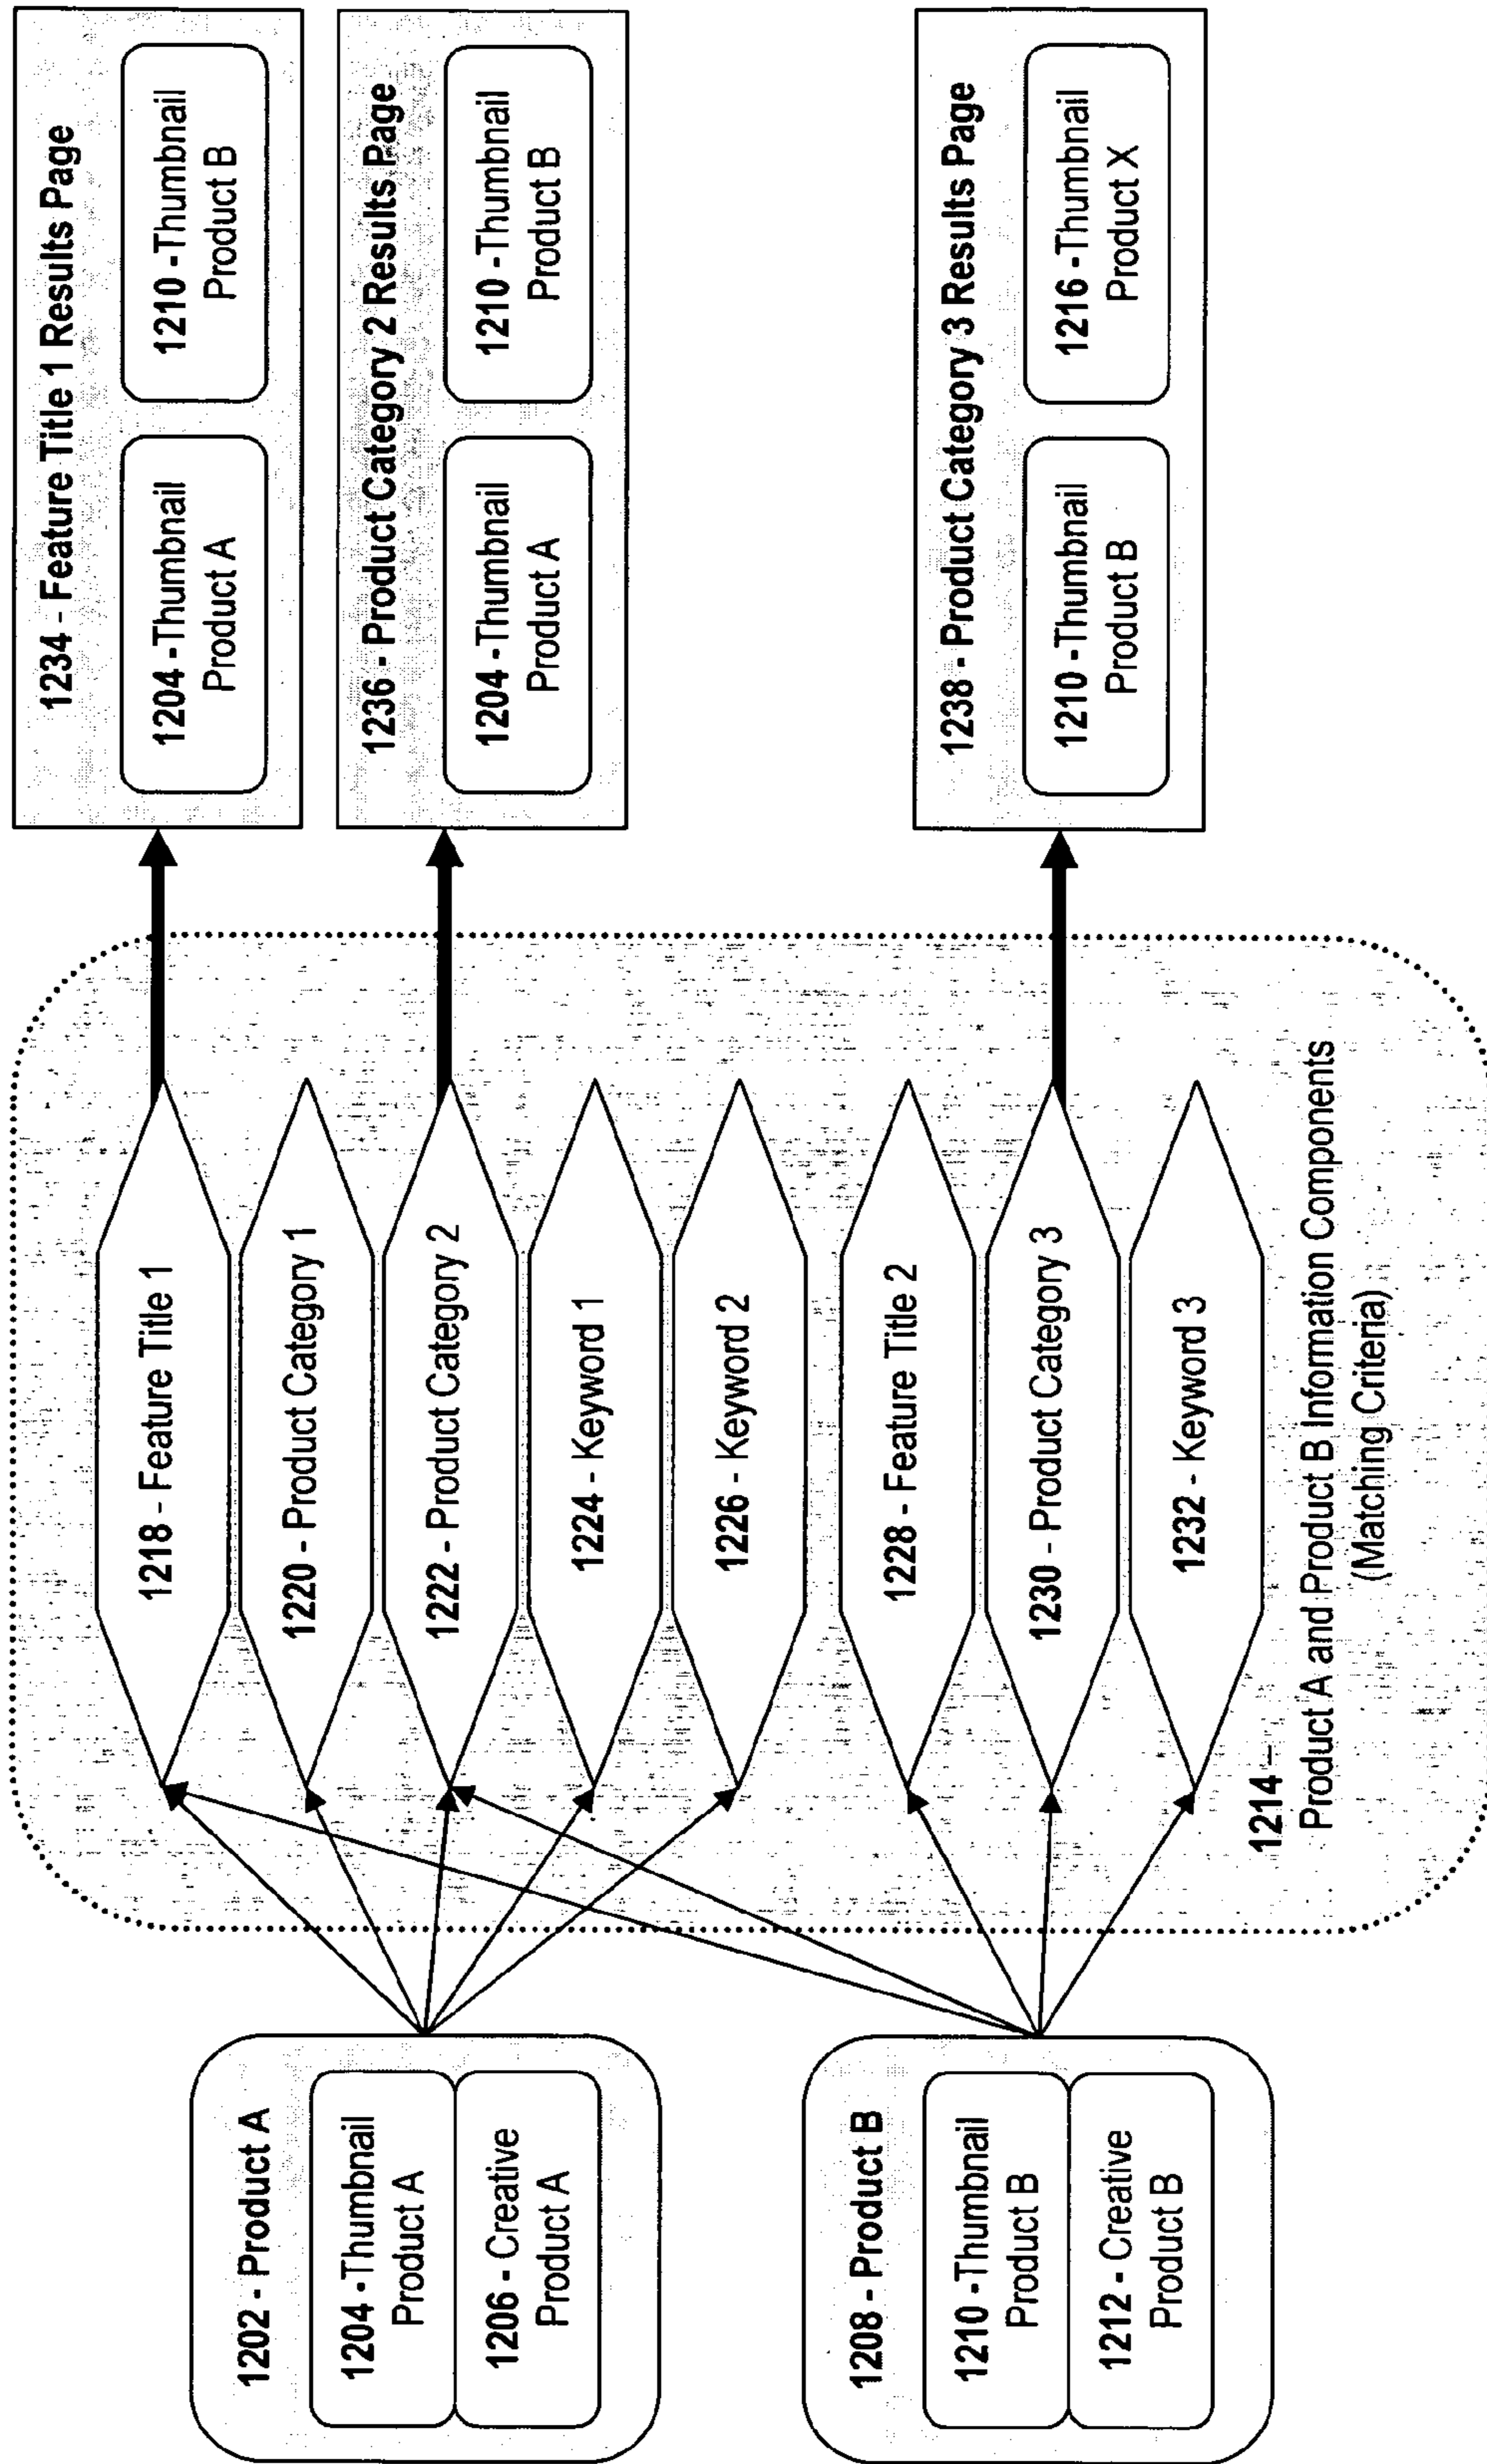 1202 - Product A
1204 -Thumbnail
Product A
1206 - Creative
Product A
1208 - Product B
1210 -Thumbnail
Product B
1212 - Creative
Product B
1218 - Feature Title 1
1220 - Product Category 1
1222 - Product Category 2
1224 - Keyword 1
1226 - Keyword 2
1228 - Feature Title 2
1230 - Product Category 3
1232 - Keyword 3
1214 –
Product A and Product B Information Components
(Matching Criteria)
1234 - Feature Title 1 Results Page
1204 -Thumbnail
Product A
1210 -Thumbnail
Product B
1236 - Product Category 2 Results Page
1204 -Thumbnail
Product A
1210 -Thumbnail
Product B
1238 - Product Category 3 Results Page
1210 -Thumbnail
Product B
1216 -Thumbnail
Product X